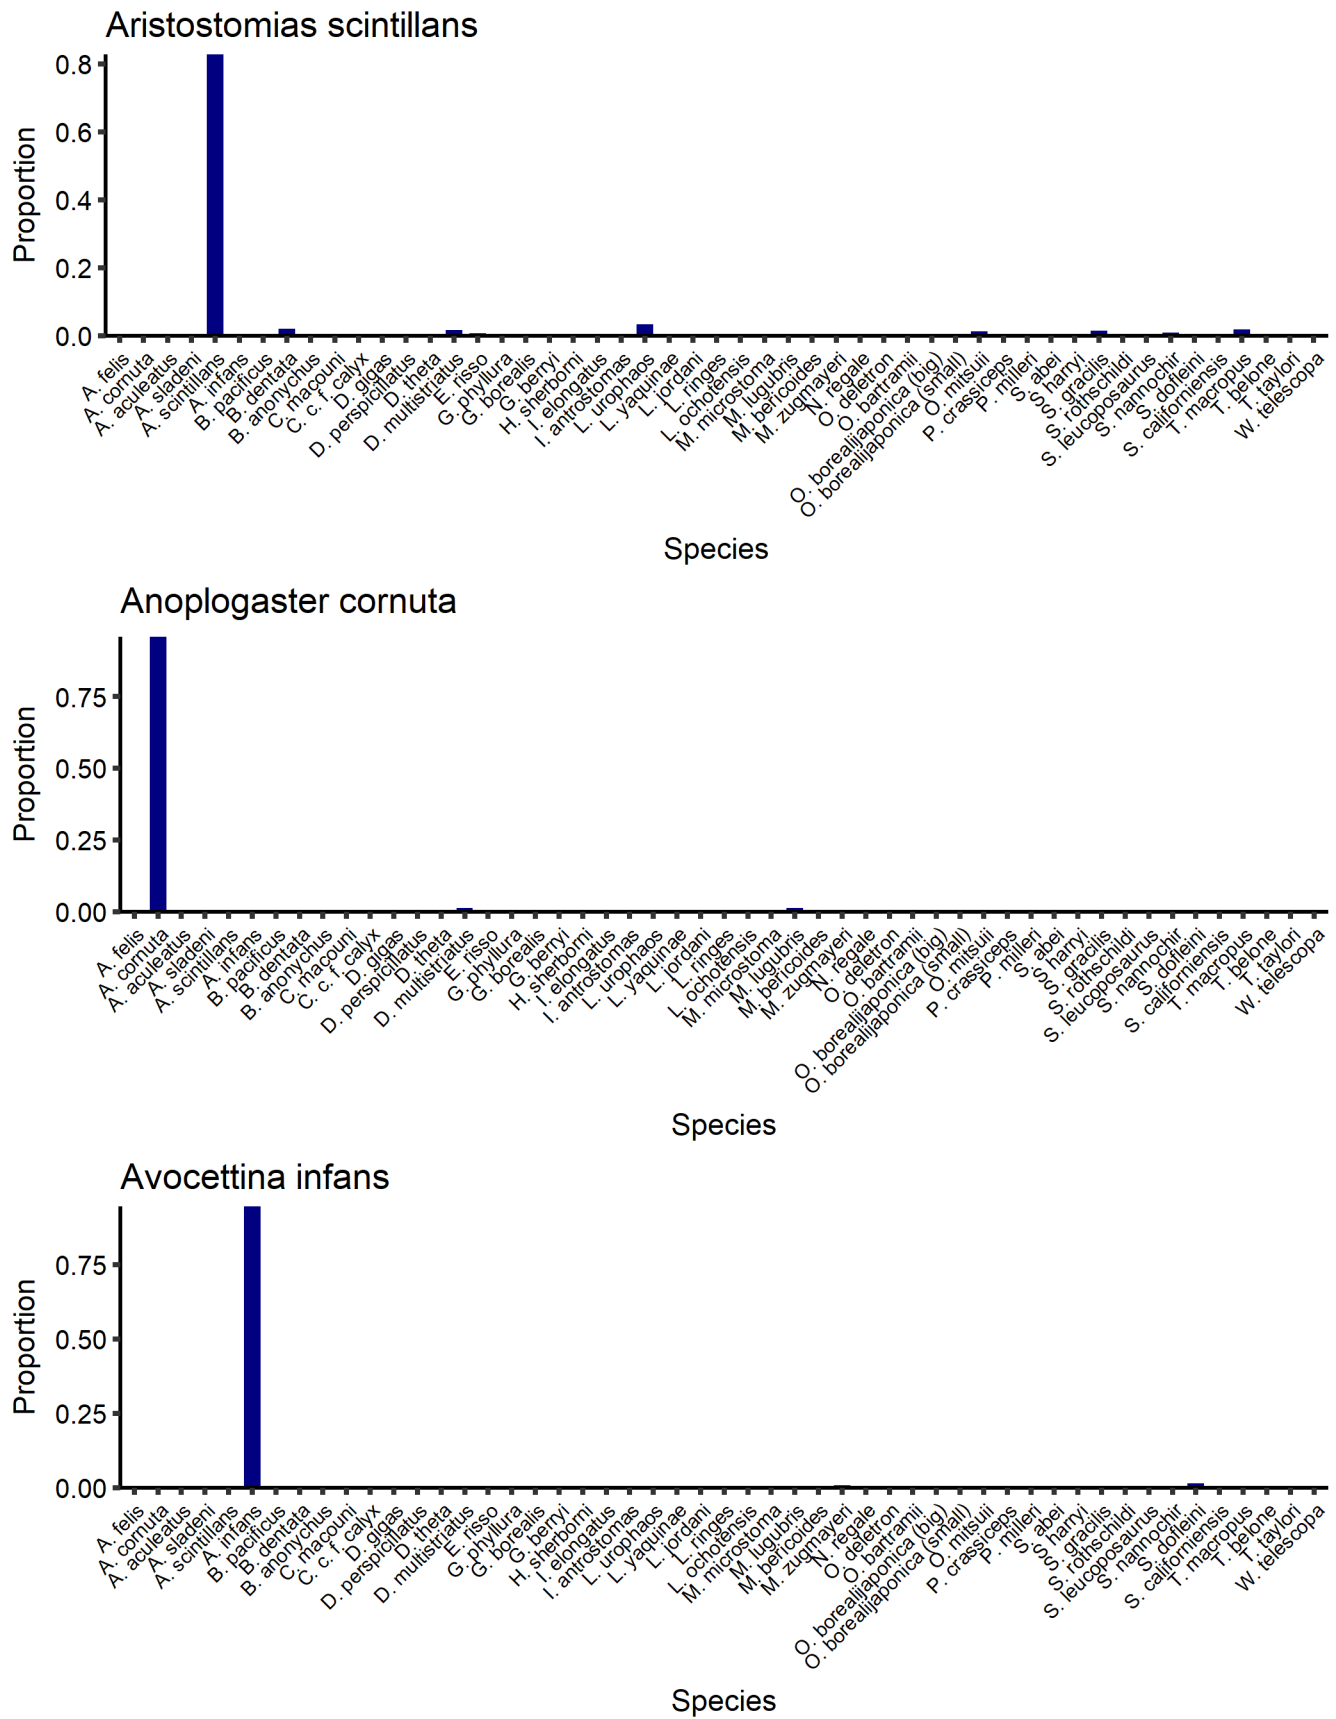 Aristostomias scintillans
Proportion
0.8
0.6
0.4
0.2
0.0
A. felis
A. cornuta
A. aculeatus
A. sladeni
A. scintillans
A. infans
B. pacificus
B. dentata
B. anonychus
C. macouni
C. c. f calyx
D. gigas
D. perspicillatus
D. theta
D. multistriatus
E. risso
G. phyllura
G. borealis
G. berryi
H. sherborni
I. elongatus
I. antrostomas
L. urophaos
L. yaquinae
L. jordani
L. ringes
L. ochotensis
M. microstoma
M. lugubris
M. bericoides
M. zugmayeri
N. regale
O. deletron
O. bartramii
O. borealijaponica (big)
O. borealijaponica (small)
O. mitsuii
P. crassiceps
P. milleri
S. abei
S. harryi
S. gracilis
S. rothschildi
S. leucoposaurus
S. nannochir
S. dofleini
S. californiensis
T. macropus
T. belone
T. taylori
W. telescopa
Species
Anoplogaster cornuta
Proportion
0.75
0.50
0.25
0.00
A. felis
A. cornuta
A. aculeatus
A. sladeni
A. scintillans
A. infans
B. pacificus
B. dentata
B. anonychus
C. macouni
C. c. f calyx
D. gigas
D. perspicillatus
D. theta
D. multistriatus
E. risso
G. phyllura
G. borealis
G. berryi
H. sherborni
I. elongatus
I. antrostomas
L. urophaos
L. yaquinae
L. jordani
L. ringes
L. ochotensis
M. microstoma
M. lugubris
M. bericoides
M. zugmayeri
N. regale
O. deletron
O. bartramii
O. borealijaponica (big)
O. borealijaponica (small)
O. mitsuii
P. crassiceps
P. milleri
S. abei
S. harryi
S. gracilis
S. rothschildi
S. leucoposaurus
S. nannochir
S. dofleini
S. californiensis
T. macropus
T. belone
T. taylori
W. telescopa
Species
Avocettina infans
Proportion
0.75
0.50
0.25
0.00
A. felis
A. cornuta
A. aculeatus
A. sladeni
A. scintillans
A. infans
B. pacificus
B. dentata
B. anonychus
C. macouni
C. c. f calyx
D. gigas
D. perspicillatus
D. theta
D. multistriatus
E. risso
G. phyllura
G. borealis
G. berryi
H. sherborni
I. elongatus
I. antrostomas
L. urophaos
L. yaquinae
L. jordani
L. ringes
L. ochotensis
M. microstoma
M. lugubris
M. bericoides
M. zugmayeri
N. regale
O. deletron
O. bartramii
O. borealijaponica (big)
O. borealijaponica (small)
O. mitsuii
P. crassiceps
P. milleri
S. abei
S. harryi
S. gracilis
S. rothschildi
S. leucoposaurus
S. nannochir
S. dofleini
S. californiensis
T. macropus
T. belone
T. taylori
W. telescopa
Species